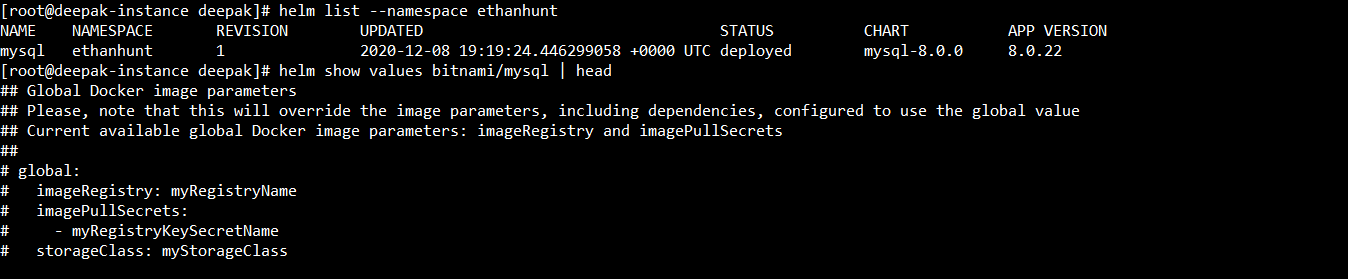 [root@deepak-instance deepak]# helm list --namespace ethanhunt
NAME    NAMESPACE       REVISION        UPDATED                                 STATUS          CHART           APP VERSION
mysql   ethanhunt       1               2020-12-08 19:19:24.446299058 +0000 UTC deployed        mysql-8.0.0     8.0.22
[root@deepak-instance deepak]# helm show values bitnami/mysql | head
## Global Docker image parameters
## Please, note that this will override the image parameters, including dependencies, configured to use the global value
## Current available global Docker image parameters: imageRegistry and imagePullSecrets
##
# global:
#   imageRegistry: myRegistryName
#   imagePullSecrets:
#     - myRegistryKeySecretName
#   storageClass: myStorageClass